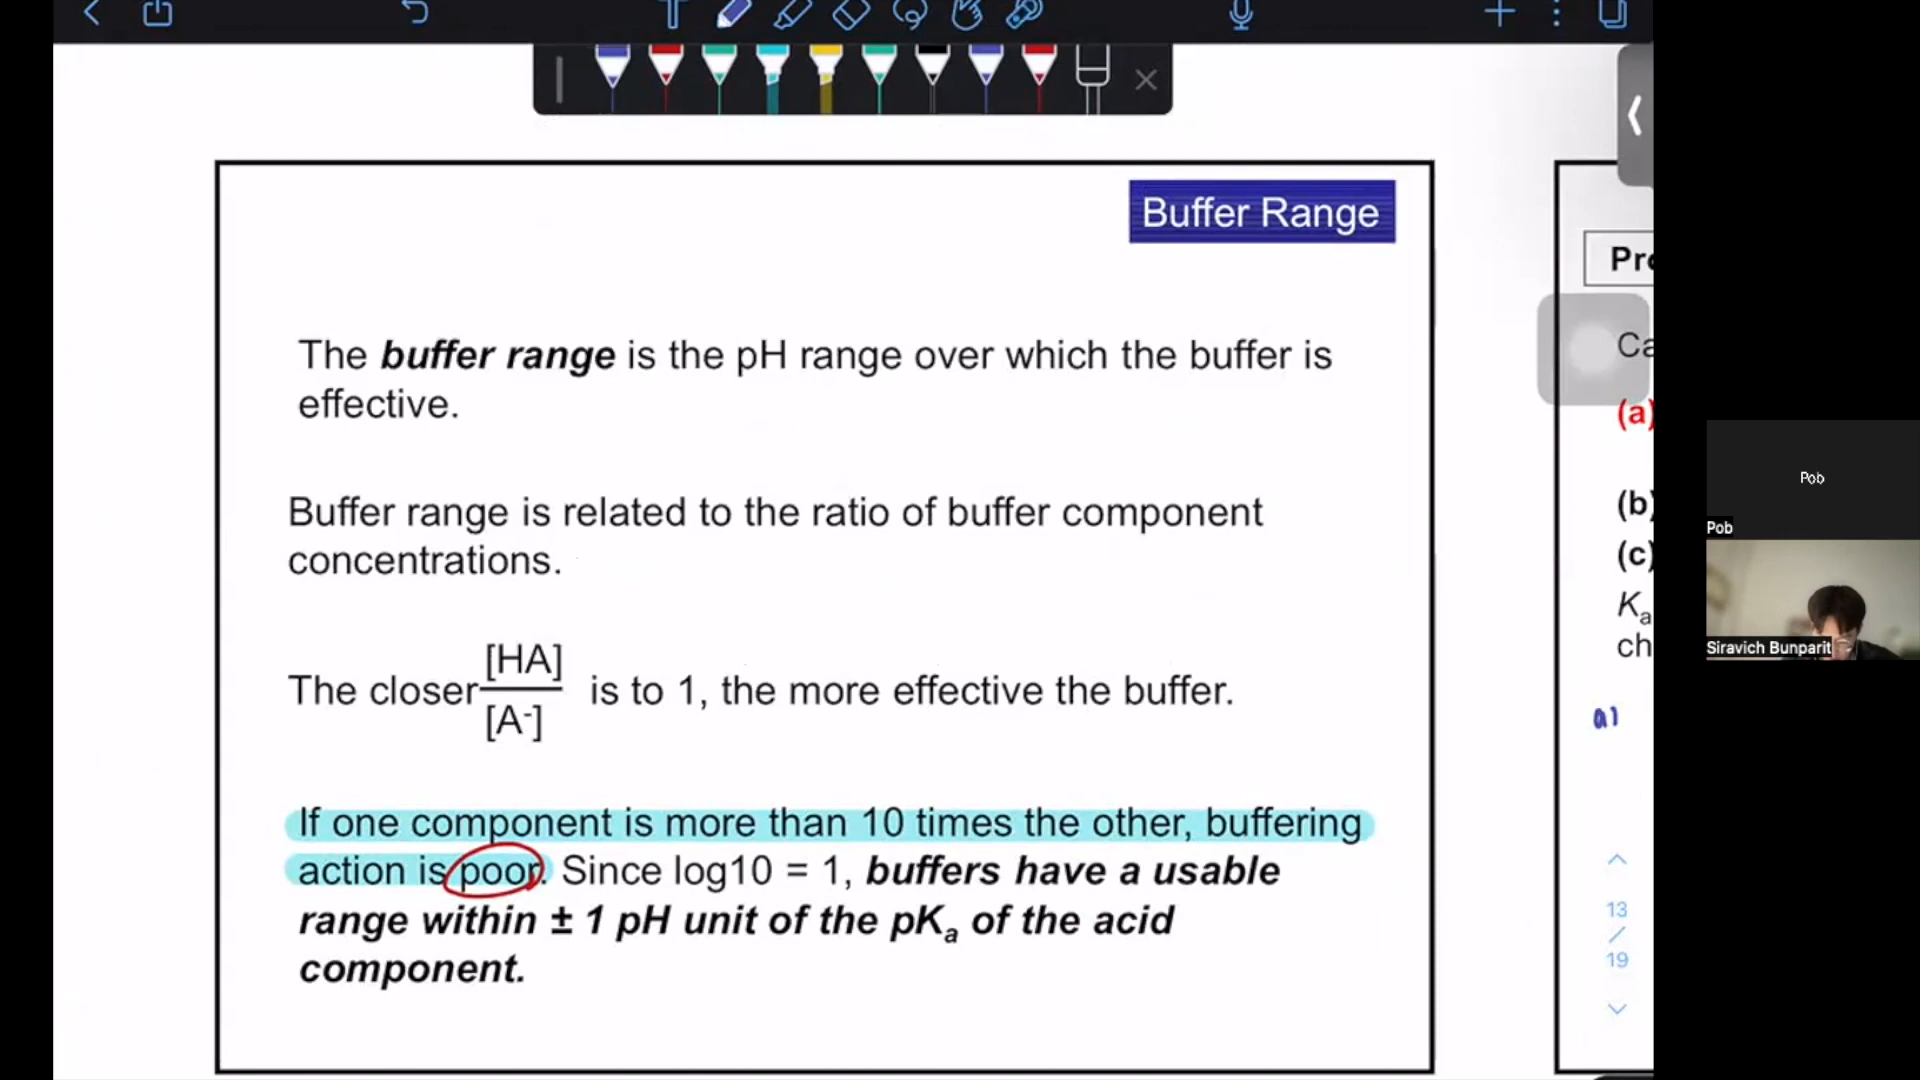 Buffer Range
The buffer range is the pH range over which the buffer is
effective.
Buffer range is related to the ratio of buffer component
concentrations.
[HA]
The closer is to 1, the more effective the buffer.
[A-]
If one component is more than 10 times the other, buffering
action is poor. Since log10 = 1, buffers have a usable
range within ± 1 pH unit of the pKa of the acid
component.
Pro
Ca
(a)
(b)
(c)
Ka
ch
a)
13
/
19
Pob
Pob
Siravich Bunparit